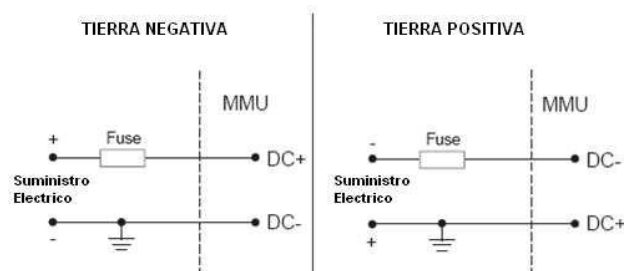 TIERRA NEGATIVA
MMU
+
Fuse
DC+
Suministro
Electrico
DC-
-
TIERRA POSITIVA
MMU
-
Fuse
DC-
Suministro
Electrico
DC+
+